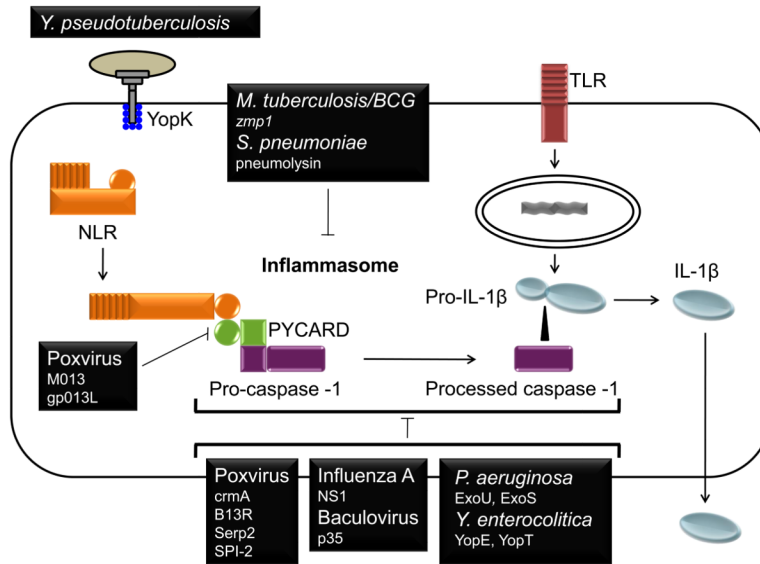 Y. pseudotuberculosis
YopK
M. tuberculosis/BCG
zmp1
S. pneumoniae
pneumolysin
TLR
NLR
Inflammasome
Pro-IL-1β
IL-1β
PYCARD
Poxvirus
M013
gp013L
Pro-caspase -1
Processed caspase -1
Poxvirus
crmA
B13R
Serp2
SPI-2
Influenza A
NS1
Baculovirus
p35
P. aeruginosa
ExoU, ExoS
Y. enterocolitica
YopE, YopT